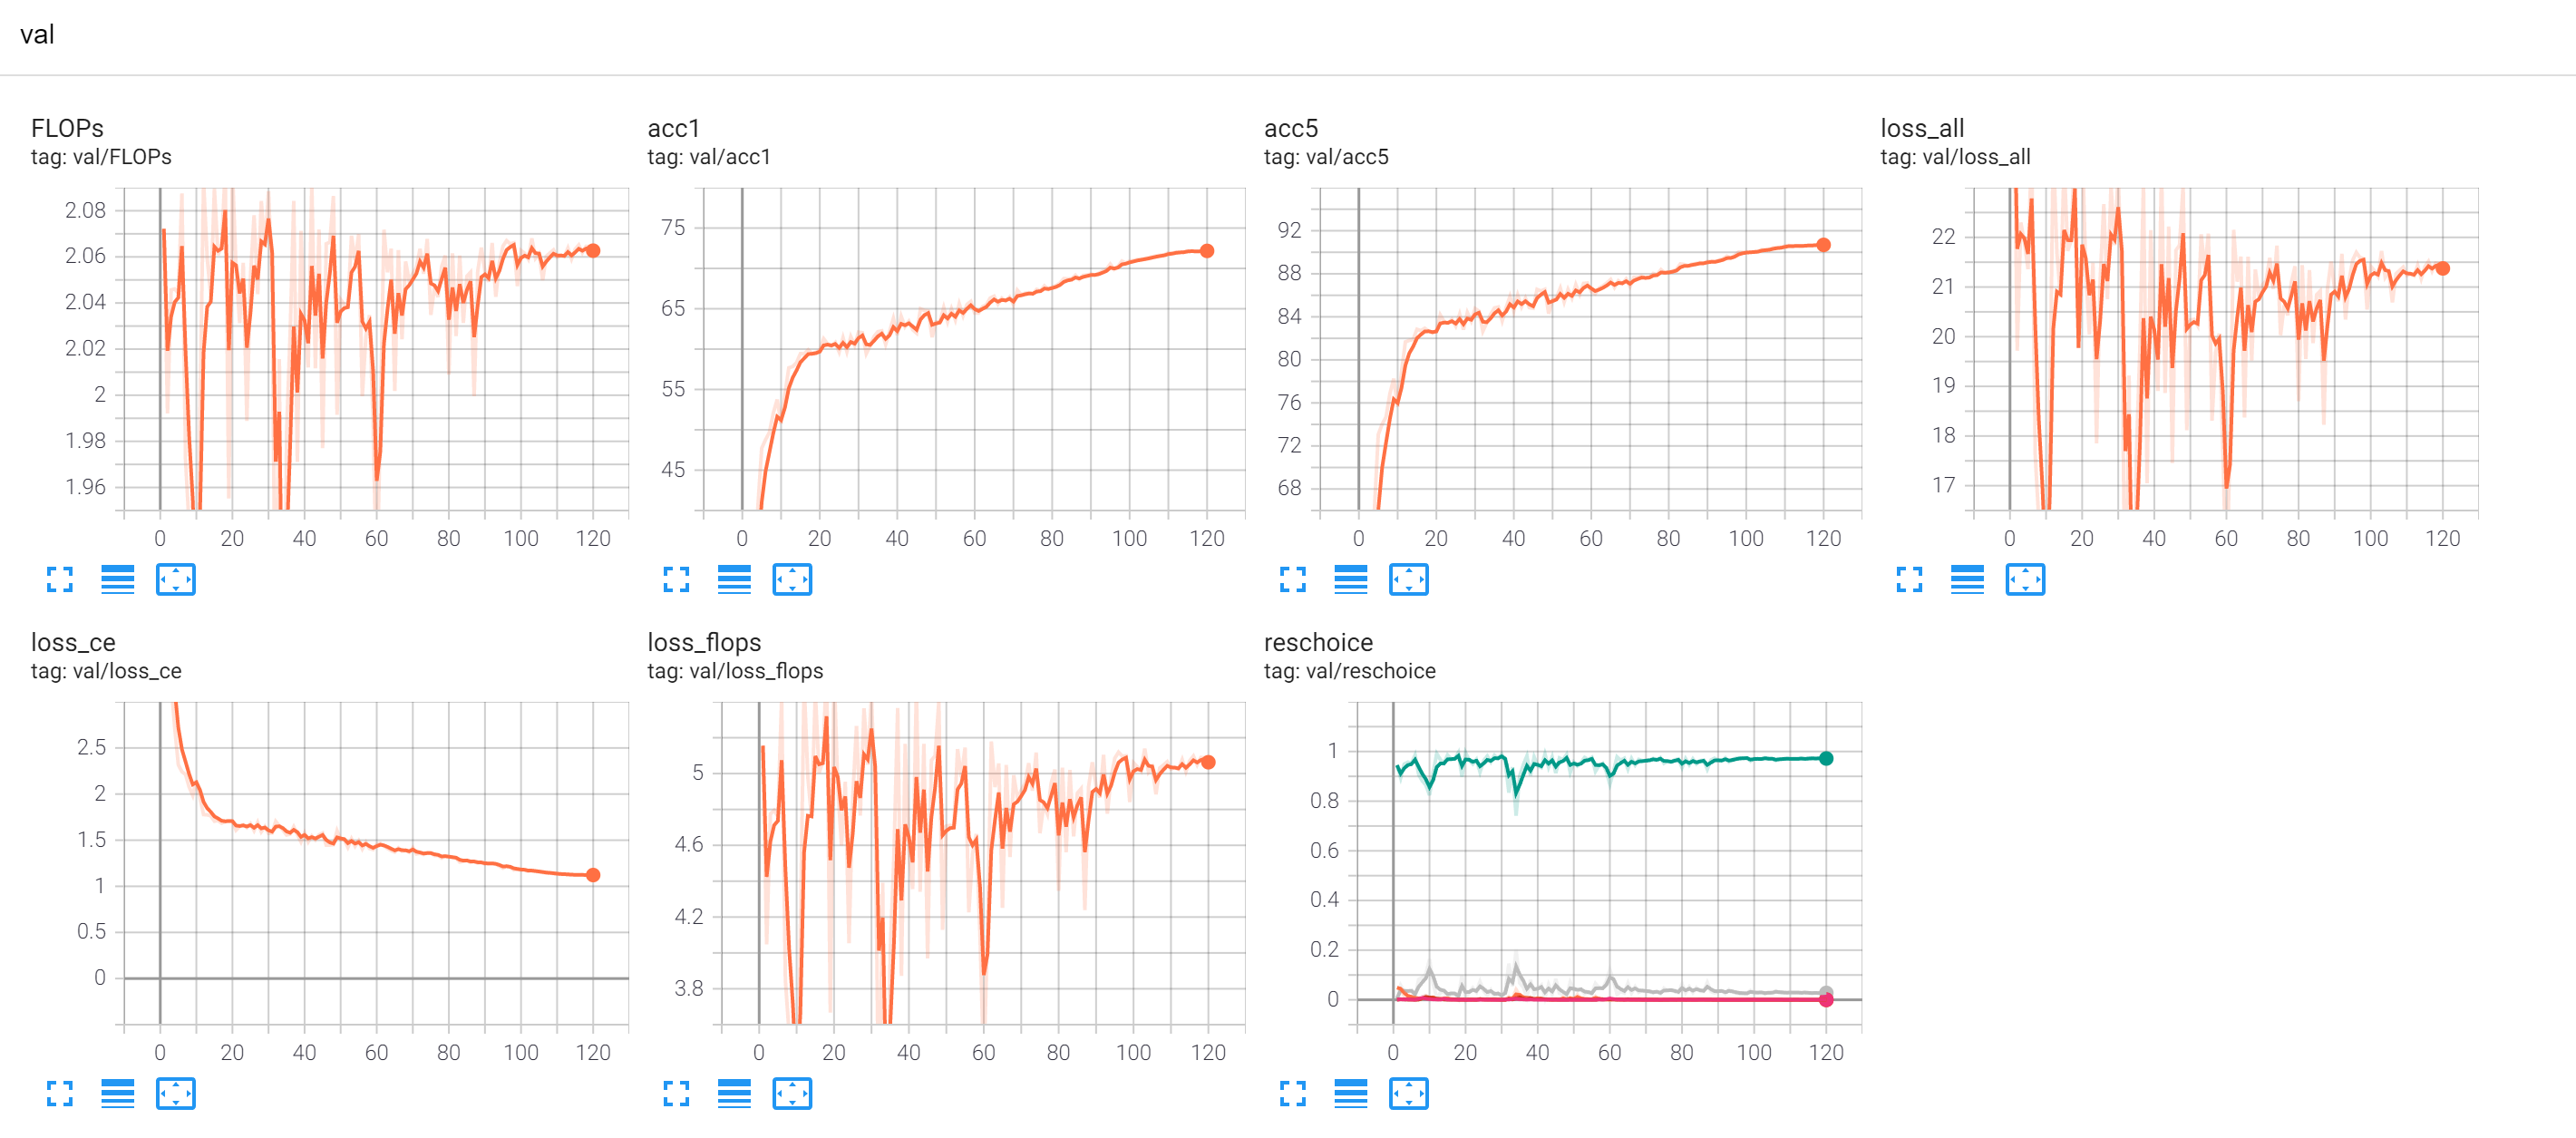 val
FLOPs
tag: val/FLOPs
2.08
2.06
2.04
2.02
2
1.98
1.96
0 20 40 60 80 100 120
acc1
tag: val/acc1
75
65
55
45
0 20 40 60 80 100 120
acc5
tag: val/acc5
92
88
84
80
76
72
68
0 20 40 60 80 100 120
loss_all
tag: val/loss_all
22
21
20
19
18
17
0 20 40 60 80 100 120
loss_ce
tag: val/loss_ce
2.5
2
1.5
1
0.5
0
0 20 40 60 80 100 120
loss_flops
tag: val/loss_flops
5
4.6
4.2
3.8
0 20 40 60 80 100 120
reschoice
tag: val/reschoice
1
0.8
0.6
0.4
0.2
0
0 20 40 60 80 100 120